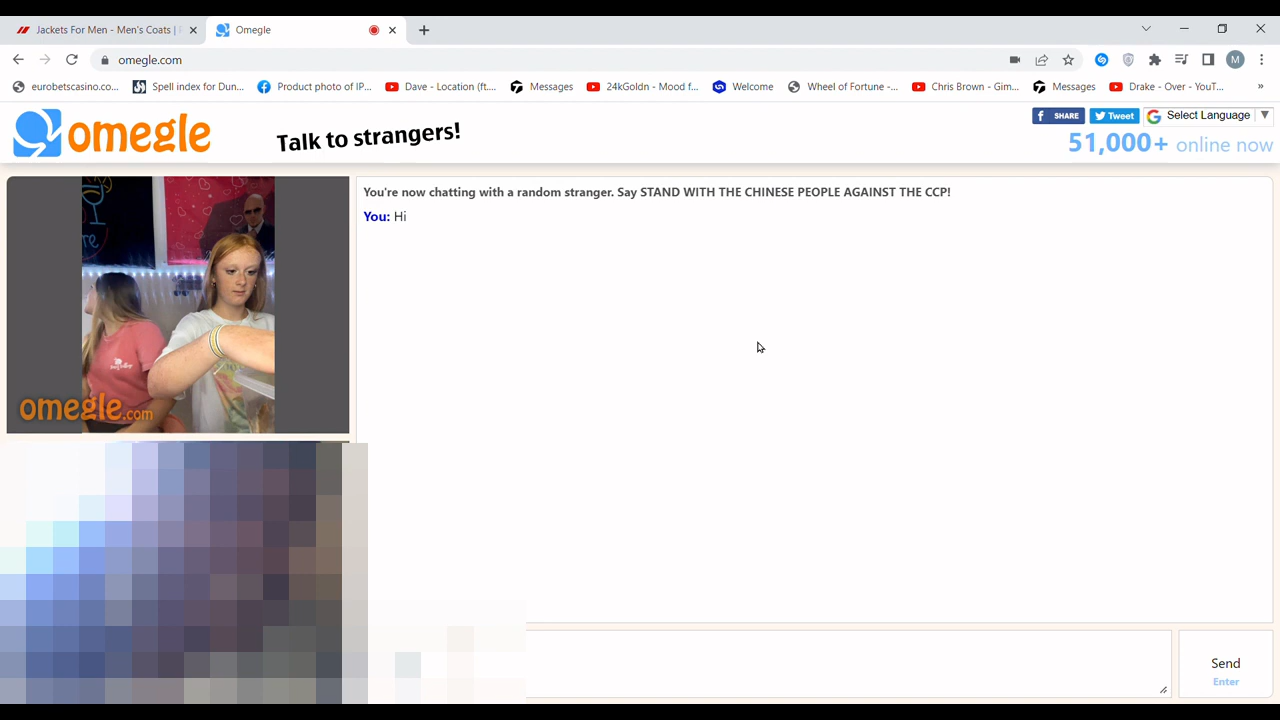 Jackets For Men - Men's Coats |
Omegle
omegle.com
eurobetscasino.co...
Spell index for Dun...
Product photo of IP...
Dave - Location (ft....
Messages
24kGoldn - Mood f...
Welcome
Wheel of Fortune -...
Chris Brown - Gim...
Messages
Drake - Over - YouT...
»
M
omegle
Talk to strangers!
f SHARE
Tweet
G Select Language ▼
51,000+ online now
You're now chatting with a random stranger. Say STAND WITH THE CHINESE PEOPLE AGAINST THE CCP!
You: Hi
re
omegle.com
Send
Enter